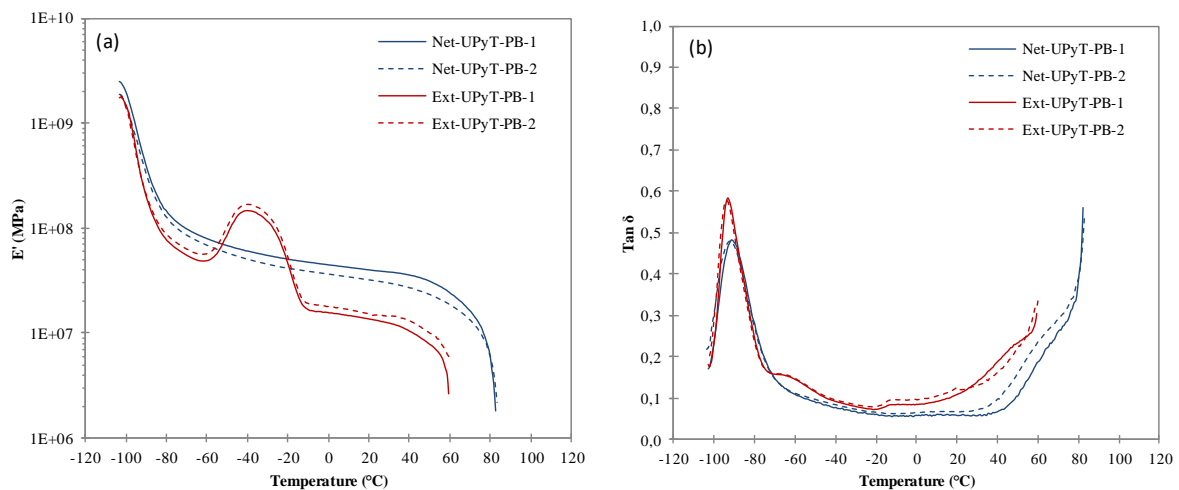 (a)
Net-UPyT-PB-1
Net-UPyT-PB-2
Ext-UPyT-PB-1
Ext-UPyT-PB-2
1E+10
1E+09
1E+08
1E+07
1E+06
E' (MPa)
-120 -100 -80 -60 -40 -20 0 20 40 60 80 100 120
Temperature (°C)
(b)
Net-UPyT-PB-1
Net-UPyT-PB-2
Ext-UPyT-PB-1
Ext-UPyT-PB-2
1,0
0,9
0,8
0,7
0,6
0,5
0,4
0,3
0,2
0,1
0,0
Tan δ
-120 -100 -80 -60 -40 -20 0 20 40 60 80 100 120
Temperature (°C)